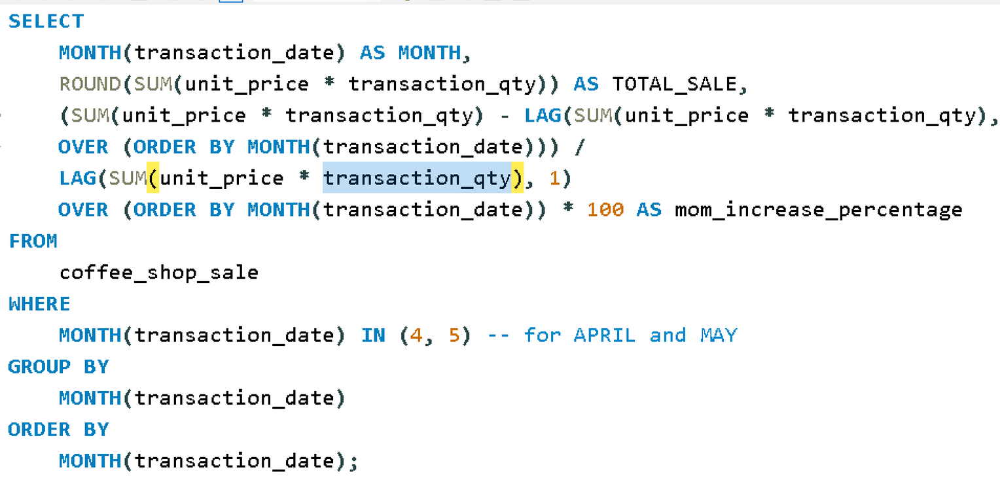 SELECT
MONTH(transaction_date) AS MONTH,
ROUND(SUM(unit_price * transaction_qty)) AS TOTAL_SALE,
(SUM(unit_price * transaction_qty) - LAG(SUM(unit_price * transaction_qty),
OVER (ORDER BY MONTH(transaction_date))) /
LAG(SUM(unit_price * transaction_qty), 1)
OVER (ORDER BY MONTH(transaction_date)) * 100 AS mom_increase_percentage
FROM
coffee_shop_sale
WHERE
MONTH(transaction_date) IN (4, 5) -- for APRIL and MAY
GROUP BY
MONTH(transaction_date)
ORDER BY
MONTH(transaction_date);